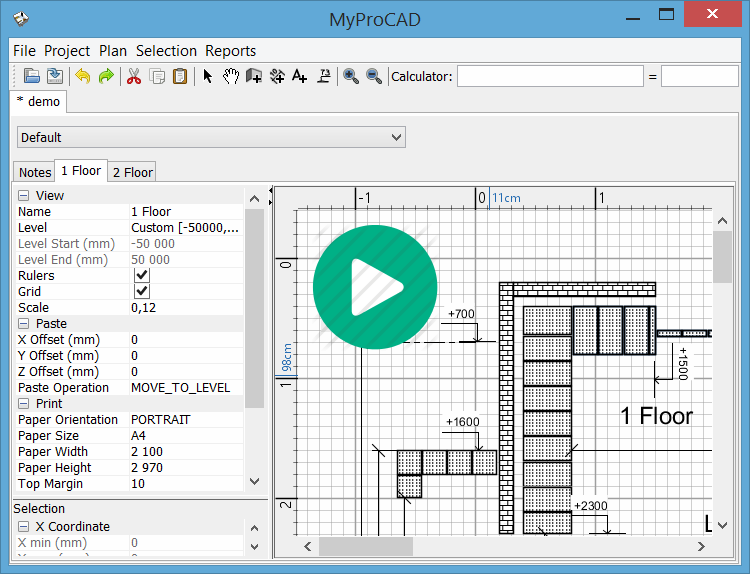 MyProCAD
File Project Plan Selection Reports
Calculator: =
* demo
Default
Notes 1 Floor 2 Floor
View
Name 1 Floor
Level Custom [-50000,...
Level Start (mm) -50 000
Level End (mm) 50 000
Rulers
Grid
Scale 0,12
Paste
X Offset (mm) 0
Y Offset (mm) 0
Z Offset (mm) 0
Paste Operation MOVE_TO_LEVEL
Print
Paper Orientation PORTRAIT
Paper Size A4
Paper Width 2 100
Paper Height 2 970
Top Margin 10
Selection
X Coordinate
X min (mm) 0
-1 0 11cm 1
0
98cm
1
2
+700
+1500
1 Floor
+1600
+2300